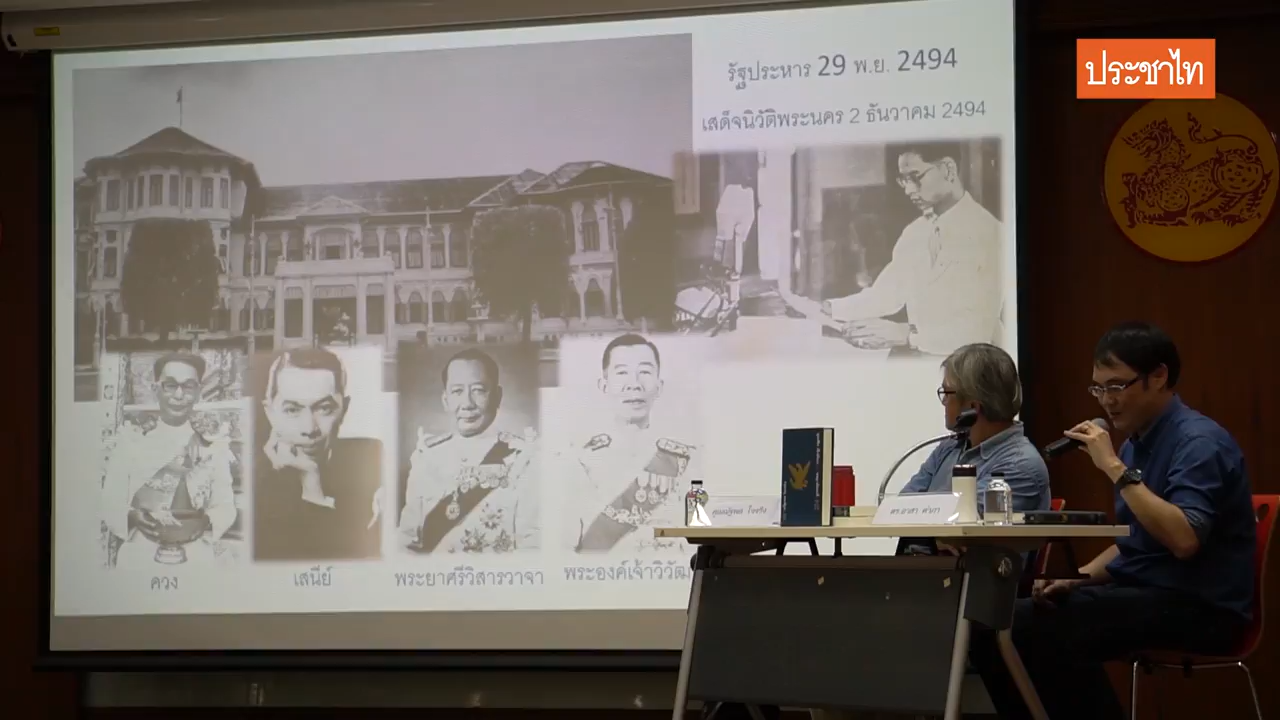 รัฐประหาร 29 พ.ย. 2494
ประชาไท
เสด็จนิวัติพระนคร 2 ธันวาคม 2494
ควง
เสนีย์
พระยาศรีวิสารวาจา
พระองค์เจ้าวิวัฒ